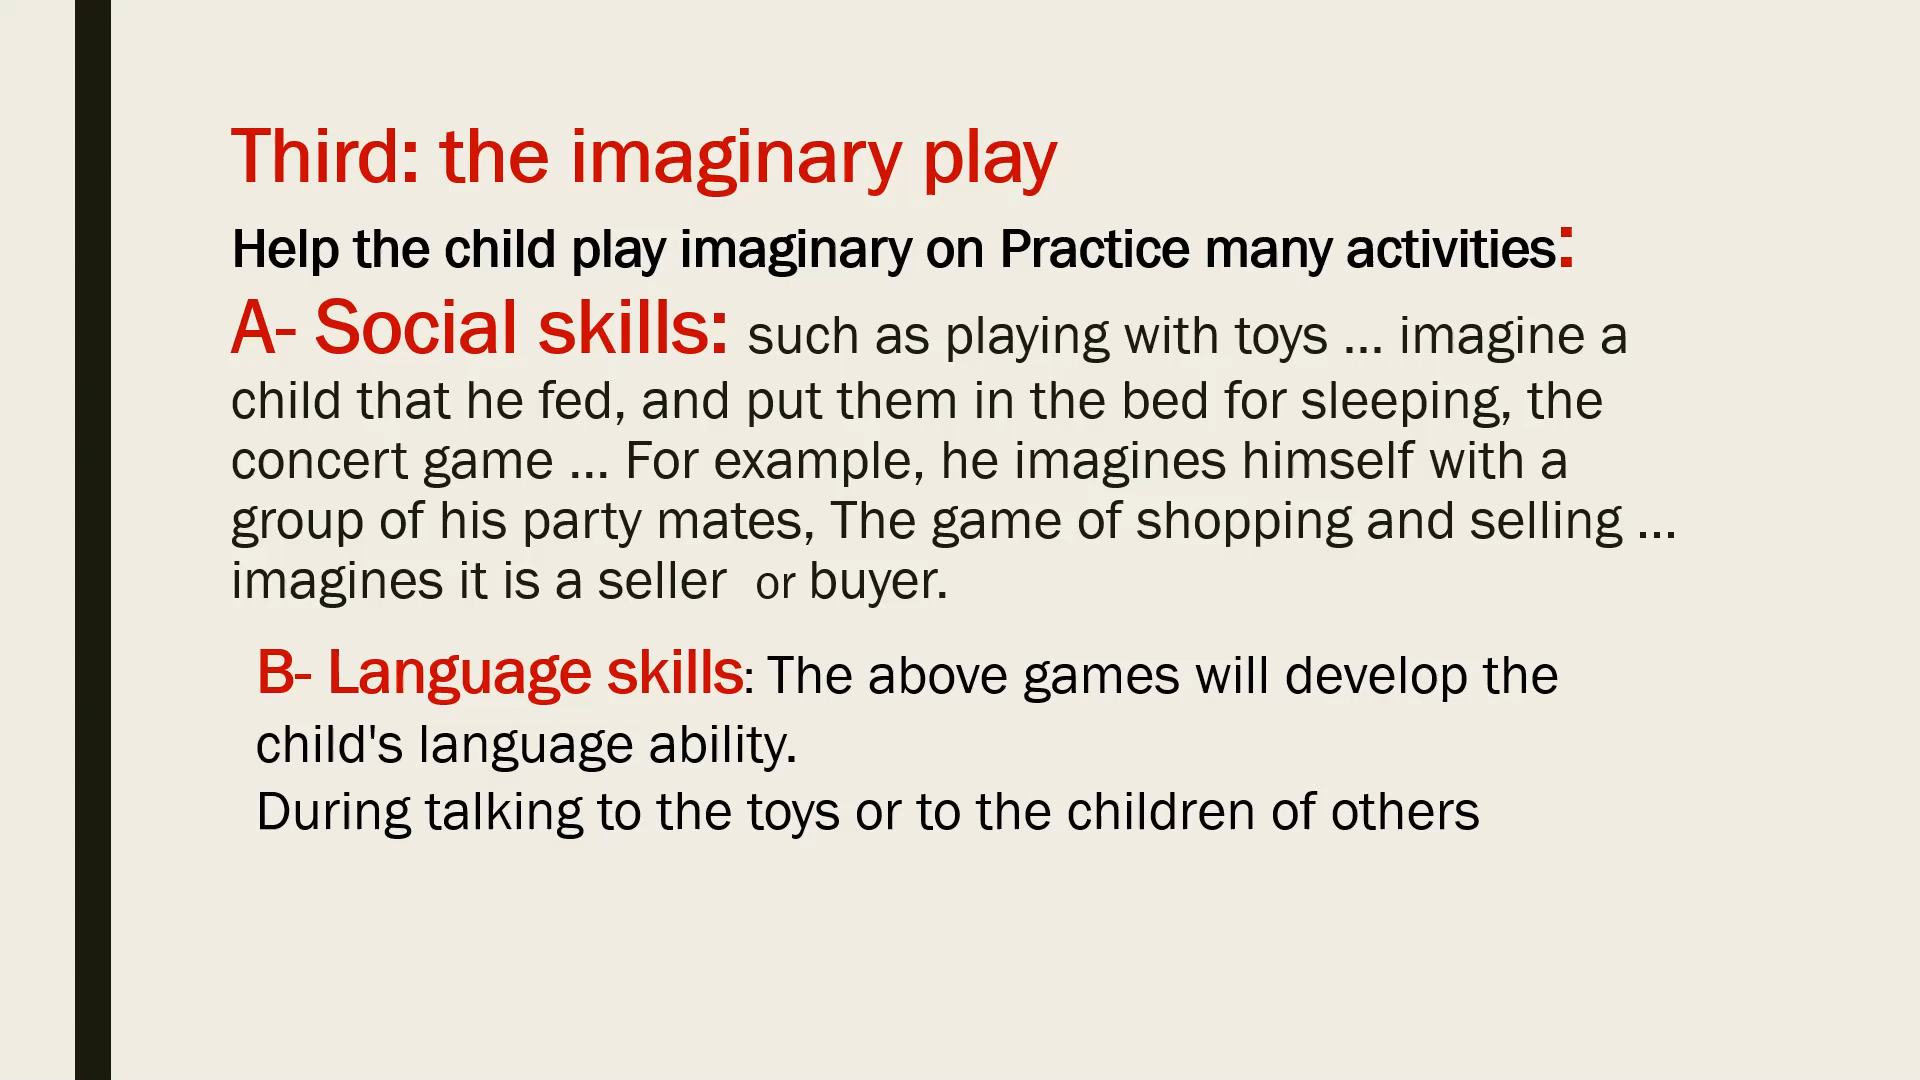 Third: the imaginary play
Help the child play imaginary on Practice many activities:
A- Social skills: such as playing with toys ... imagine a
child that he fed, and put them in the bed for sleeping, the
concert game ... For example, he imagines himself with a
group of his party mates, The game of shopping and selling ...
imagines it is a seller or buyer.
B- Language skills: The above games will develop the
child's language ability.
During talking to the toys or to the children of others